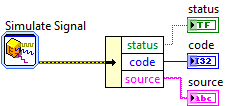 status
Simulate Signal
TF
status
code
code
I32
source
source
abc